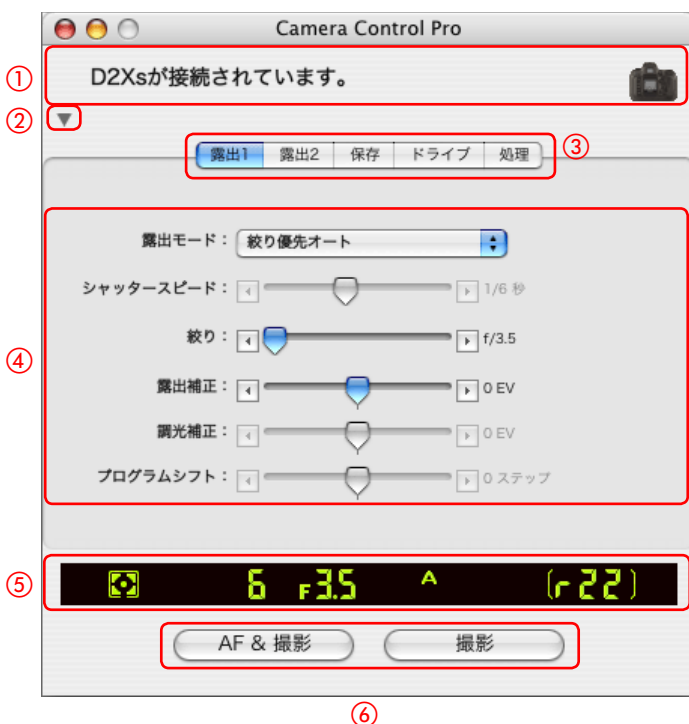 Camera Control Pro
① D2Xsが接続されています。
② ▼
露出1 露出2 保存 ドライブ 処理 ③
④
露出モード： 絞り優先オート
シャッタースピード： 1/6 秒
絞り： f/3.5
露出補正： 0 EV
調光補正： 0 EV
プログラムシフト： 0 ステップ
⑤ 6 F3.5 A (r22)
AF & 撮影 撮影
⑥